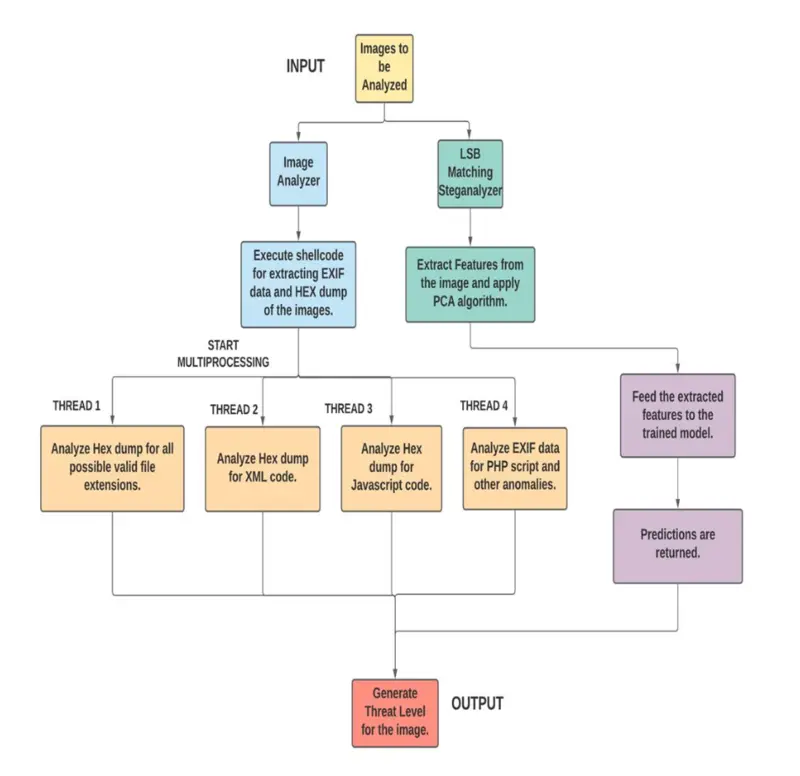 Images to
be
Analyzed
INPUT
Image
Analyzer
LSB
Matching
Steganalyzer
Execute shellcode
for extracting EXIF
data and HEX dump
of the images.
Extract Features from
the image and apply
PCA algorithm.
START
MULTIPROCESSING
THREAD 1
THREAD 2
THREAD 3
THREAD 4
Analyze Hex dump for all
possible valid file
extensions.
Analyze Hex dump
for XML code.
Analyze Hex
dump for
Javascript code.
Analyze EXIF data
for PHP script and
other anomalies.
Feed the extracted
features to the
trained model.
Predictions are
returned.
Generate
Threat Level
for the image.
OUTPUT